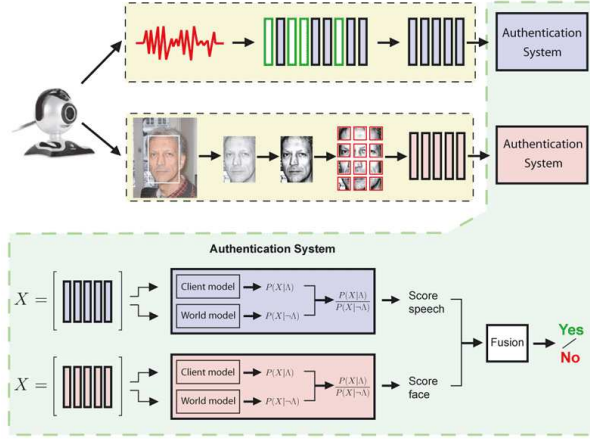 Authentication
System
Authentication
System
Authentication System
X =
Client model
P(X|Λ)
World model
P(X|¬Λ)
P(X|Λ)
P(X|¬Λ)
Score
speech
X =
Client model
P(X|Λ)
World model
P(X|¬Λ)
P(X|Λ)
P(X|¬Λ)
Score
face
Fusion
Yes
/
No